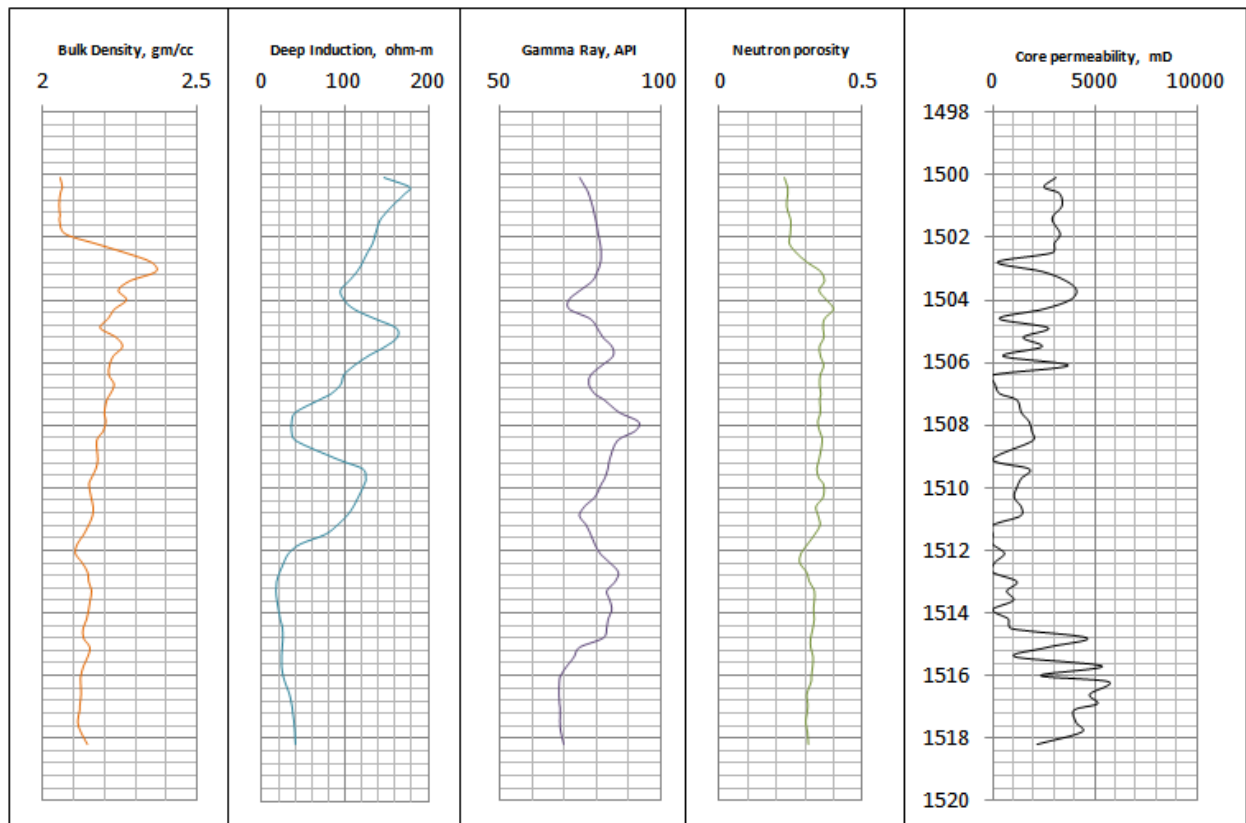 Bulk Density, gm/cc
2 2.5
Deep Induction, ohm-m
0 100 200
Gamma Ray, API
50 100
Neutron porosity
0 0.5
Core permeability, mD
0 5000 10000
1498
1500
1502
1504
1506
1508
1510
1512
1514
1516
1518
1520